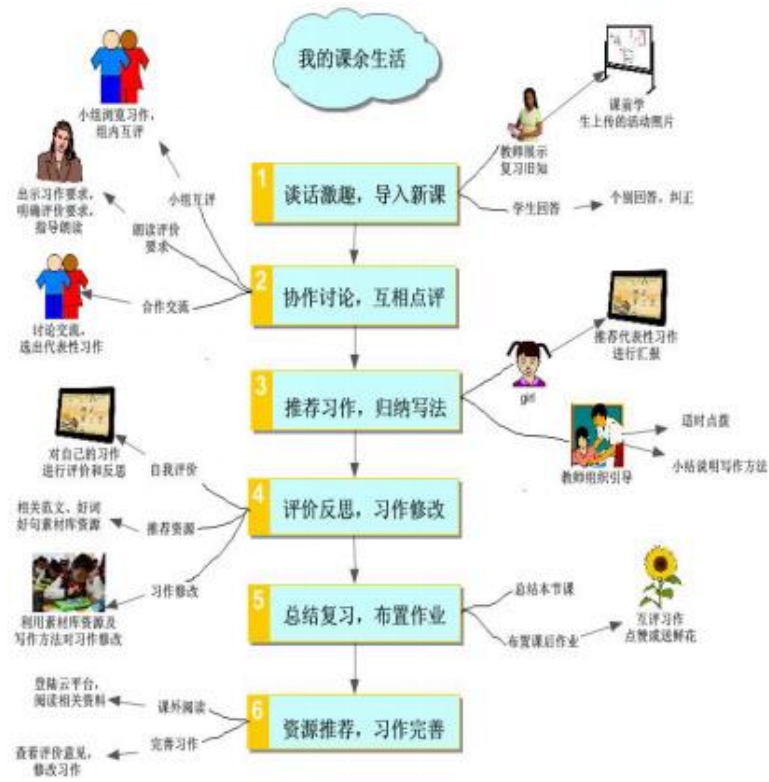 我的课余生活
小组浏览习作，
组内互评
课前学
生上传的活动照片
教师展示
复习旧知
出示习作要求，
明确评价要求，
指导朗读
小组互评
朗读评价
要求
1
谈话激趣，导入新课
学生回答
个别回答，纠正
2
协作讨论，互相点评
合作交流
讨论交流，
选出代表性习作
推荐代表性习作
进行汇报
3
推荐习作，归纳写法
girl
适时点拨
小结说明写作方法
教师组织引导
对自己的习作
进行评价和反思
自我评价
4
评价反思，习作修改
相关范文、好词
好句素材库资源
推荐资源
习作修改
利用素材库资源及
写作方法对习作修改
5
总结复习，布置作业
总结本节课
布置课后作业
互评习作
点赞或送鲜花
登陆云平台，
阅读相关资料
课外阅读
6
资源推荐，习作完善
完善习作
查看评价意见，
修改习作